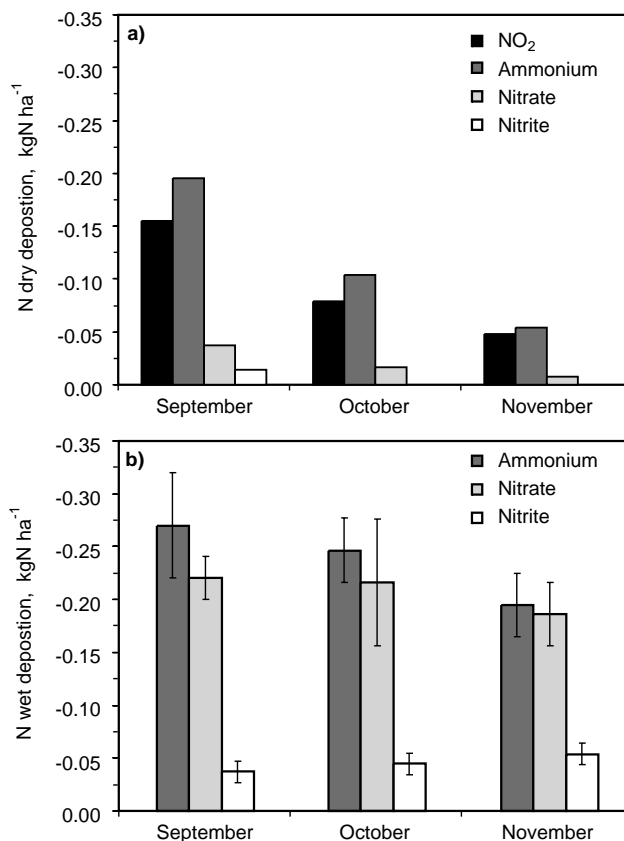 a)
NO2
Ammonium
Nitrate
Nitrite
N dry depostion, kgN ha-1
-0.35
-0.30
-0.25
-0.20
-0.15
-0.10
-0.05
0.00
September October November
b)
Ammonium
Nitrate
Nitrite
N wet depostion, kgN ha-1
-0.35
-0.30
-0.25
-0.20
-0.15
-0.10
-0.05
0.00
September October November